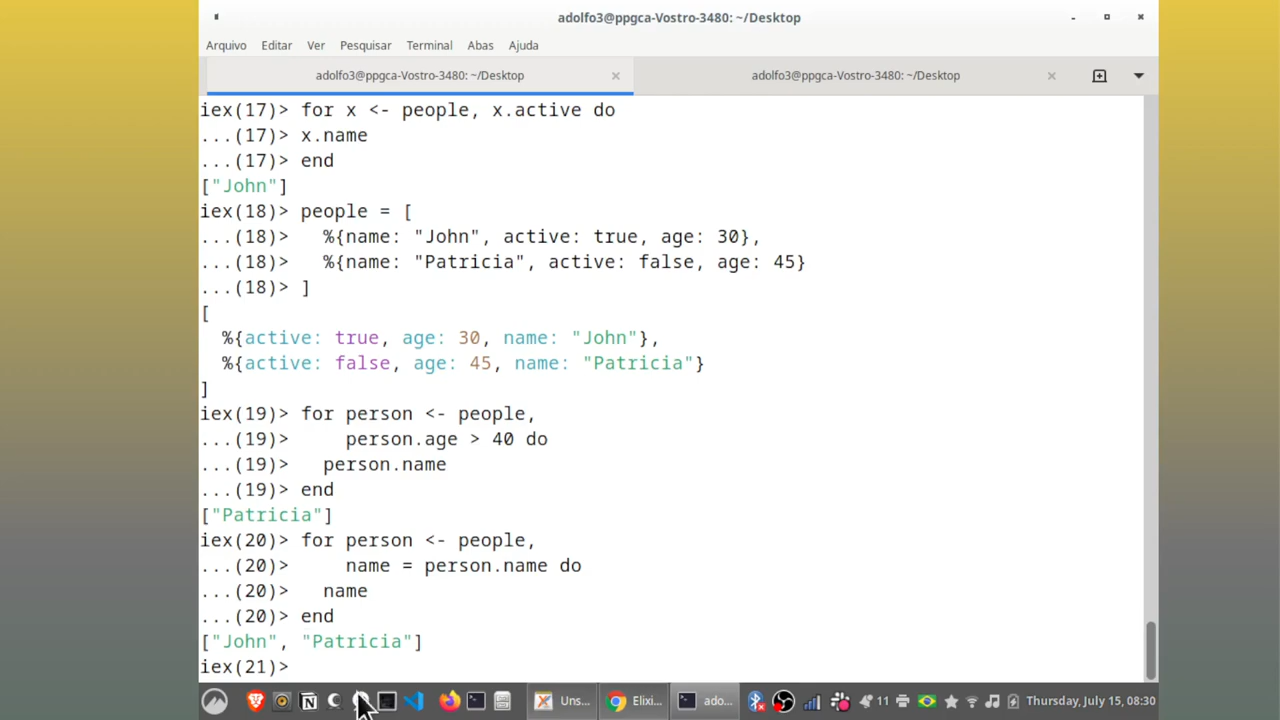 adolfo3@ppgca-Vostro-3480: ~/Desktop
Arquivo Editar Ver Pesquisar Terminal Abas Ajuda
adolfo3@ppgca-Vostro-3480: ~/Desktop adolfo3@ppgca-Vostro-3480: ~/Desktop
iex(17)> for x <- people, x.active do
...(17)> x.name
...(17)> end
["John"]
iex(18)> people = [
...(18)>   %{name: "John", active: true, age: 30},
...(18)>   %{name: "Patricia", active: false, age: 45}
...(18)> ]
[
  %{active: true, age: 30, name: "John"},
  %{active: false, age: 45, name: "Patricia"}
]
iex(19)> for person <- people,
...(19)>     person.age > 40 do
...(19)>   person.name
...(19)> end
["Patricia"]
iex(20)> for person <- people,
...(20)>     name = person.name do
...(20)>   name
...(20)> end
["John", "Patricia"]
iex(21)>
Uns... Elixi... ado... 11 Thursday, July 15, 08:30